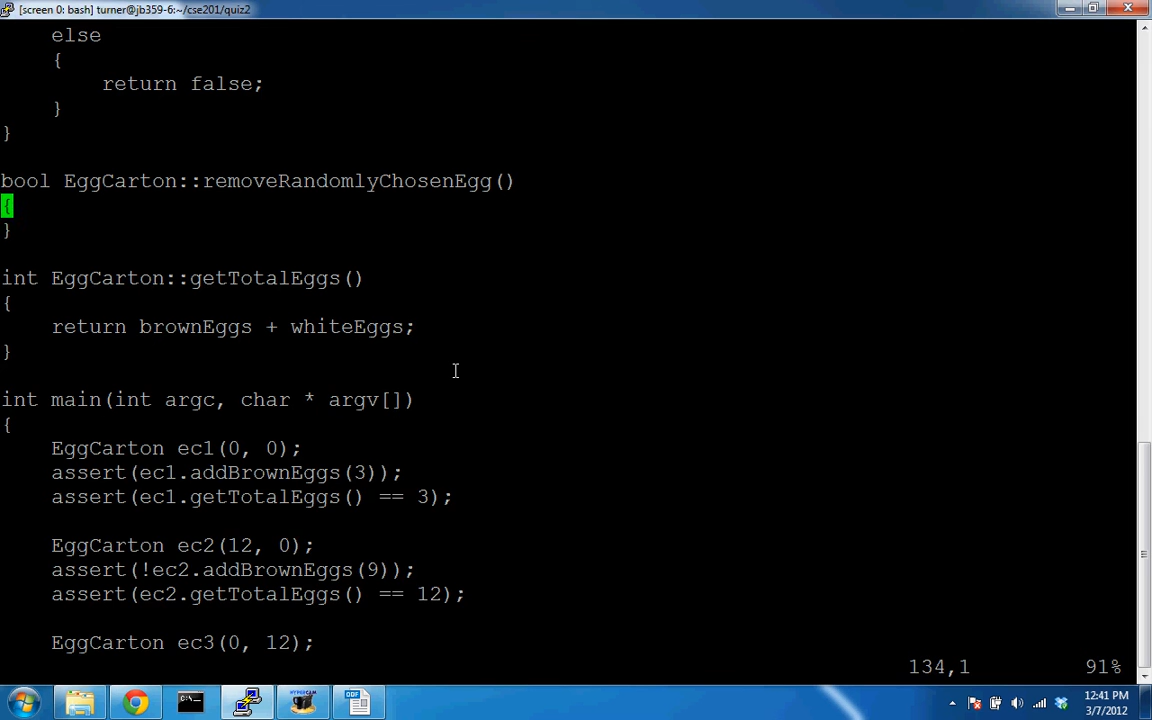 [screen 0: bash] turner@jb359-6:~/cse201/quiz2
else
{
return false;
}
}
bool EggCarton::removeRandomlyChosenEgg()
{
}
int EggCarton::getTotalEggs()
{
return brownEggs + whiteEggs;
}
int main(int argc, char * argv[])
{
EggCarton ec1(0, 0);
assert(ec1.addBrownEggs(3));
assert(ec1.getTotalEggs() == 3);
EggCarton ec2(12, 0);
assert(!ec2.addBrownEggs(9));
assert(ec2.getTotalEggs() == 12);
EggCarton ec3(0, 12);
134,1 91%
HYPERCAM
ODF
12:41 PM
3/7/2012